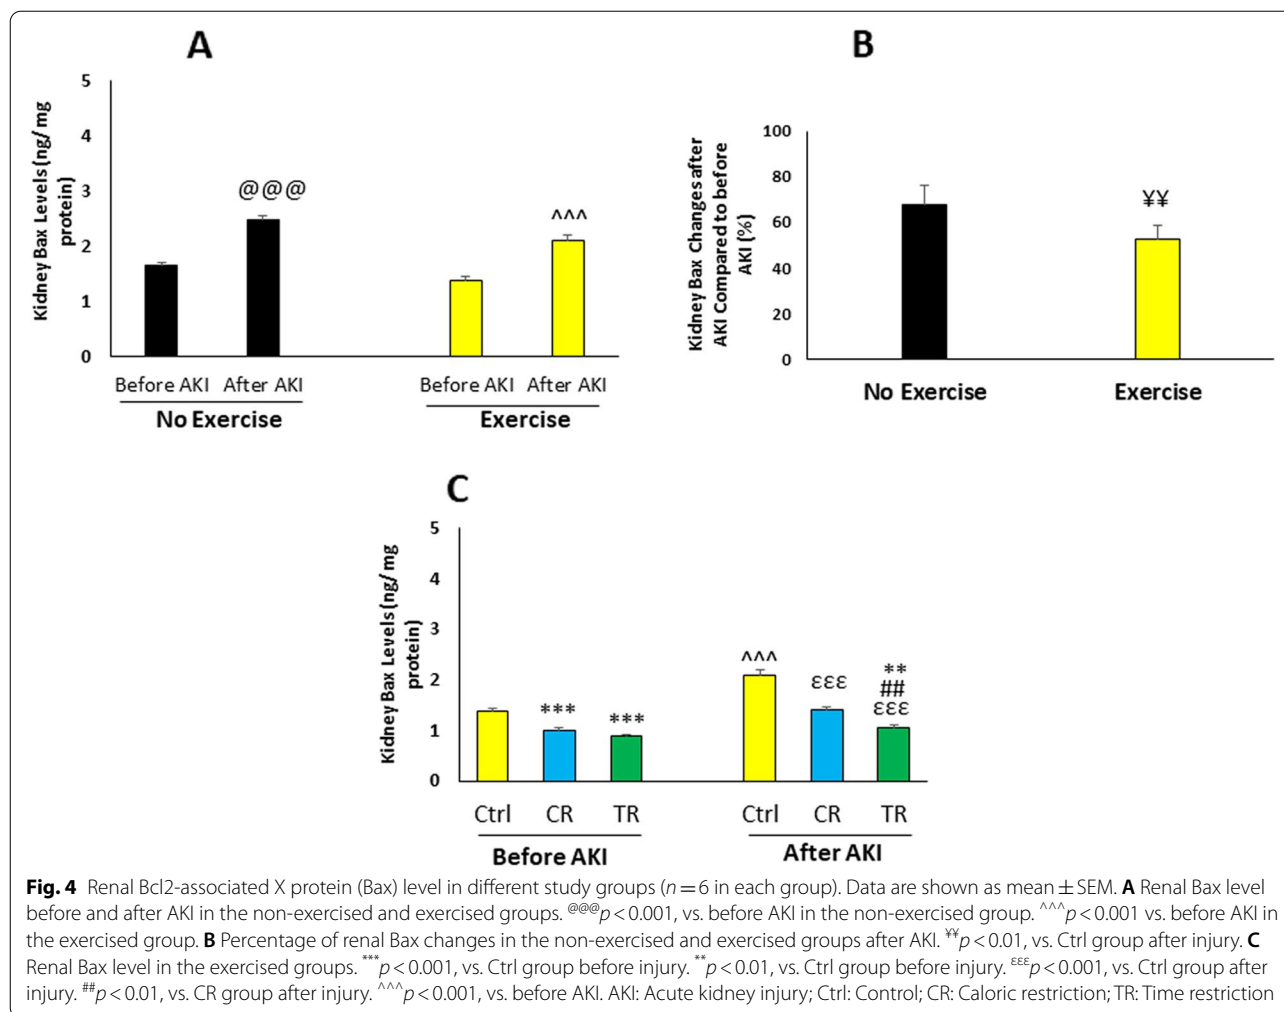 A
Kidney Bax Levels (ng/ mg
protein)
5
4
3
2
1
0
@@@
^^^
Before AKI After AKI
Before AKI After AKI
No Exercise
Exercise
B
Kidney Bax Changes after
AKI Compared to before
AKI (%)
100
80
60
40
20
0
¥¥
No Exercise
Exercise
C
Kidney Bax Levels (ng/ mg
protein)
5
4
3
2
1
0
***
***
^^^
εεε
**
##
εεε
Ctrl CR TR
Ctrl CR TR
Before AKI
After AKI
Fig. 4 Renal Bcl2-associated X protein (Bax) level in different study groups (n = 6 in each group). Data are shown as mean ± SEM. A Renal Bax level
before and after AKI in the non-exercised and exercised groups. @@@p < 0.001, vs. before AKI in the non-exercised group. ^^^p < 0.001 vs. before AKI in
the exercised group. B Percentage of renal Bax changes in the non-exercised and exercised groups after AKI. ¥¥p < 0.01, vs. Ctrl group after injury. C
Renal Bax level in the exercised groups. ***p < 0.001, vs. Ctrl group before injury. **p < 0.01, vs. Ctrl group before injury. εεεp < 0.001, vs. Ctrl group after
injury. ##p < 0.01, vs. CR group after injury. ^^^p < 0.001, vs. before AKI. AKI: Acute kidney injury; Ctrl: Control; CR: Caloric restriction; TR: Time restriction